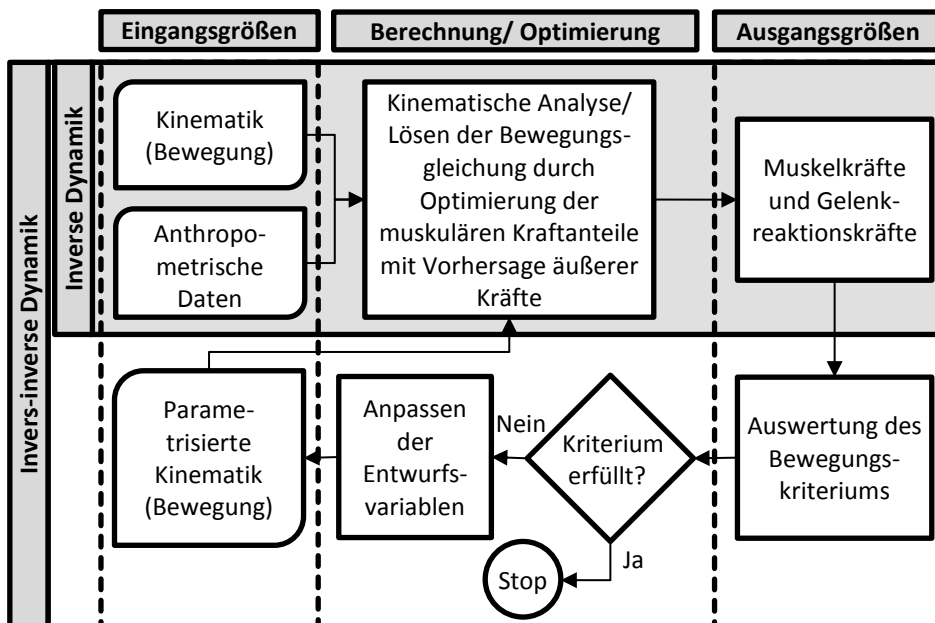 Eingangsgrößen
Berechnung/ Optimierung
Ausgangsgrößen
Invers-inverse Dynamik
Inverse Dynamik
Kinematik
(Bewegung)
Anthropo-
metrische
Daten
Kinematische Analyse/
Lösen der Bewegungs-
gleichung durch
Optimierung der
muskulären Kraftanteile
mit Vorhersage äußerer
Kräfte
Muskelkräfte
und Gelenk-
reaktionskräfte
Parame-
trisierte
Kinematik
(Bewegung)
Anpassen
der
Entwurfs-
variablen
Nein
Kriterium
erfüllt?
Ja
Stop
Auswertung des
Bewegungs-
kriteriums